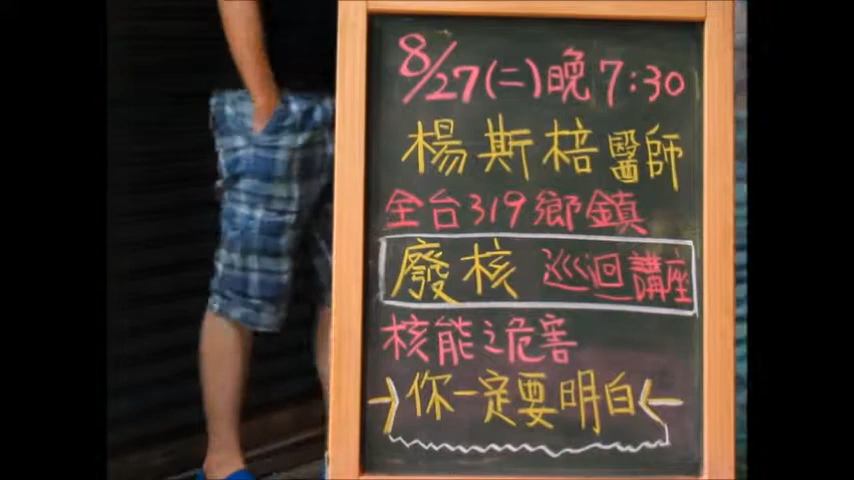 8/27(二)晚7:30
楊斯棓醫師
全台319鄉鎮
廢核巡迴講座
核能之危害
你一定要明白